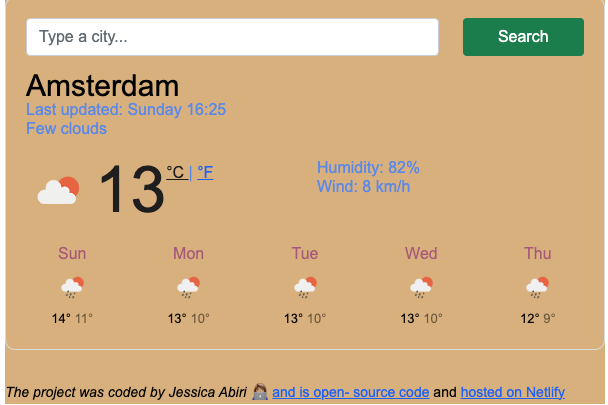 Type a city...
Search
Amsterdam
Last updated: Sunday 16:25
Few clouds
13 °C | °F
Humidity: 82%
Wind: 8 km/h
Sun Mon Tue Wed Thu
14° 11° 13° 10° 13° 10° 13° 10° 12° 9°
The project was coded by Jessica Abiri 👩🏽‍💻 and is open- source code and hosted on Netlify